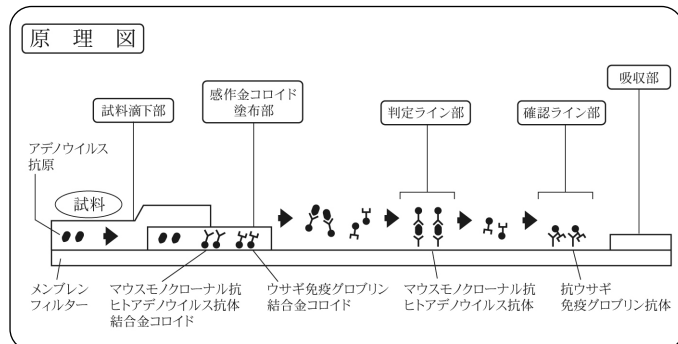 原 理 図
吸収部
感作金コロイド
塗布部
試料滴下部
判定ライン部
確認ライン部
アデノウイルス
抗原
試料
メンブレン
フィルター
マウスモノクローナル抗
ヒトアデノウイルス抗体
結合金コロイド
ウサギ免疫グロブリン
結合金コロイド
マウスモノクローナル抗
ヒトアデノウイルス抗体
抗ウサギ
免疫グロブリン抗体